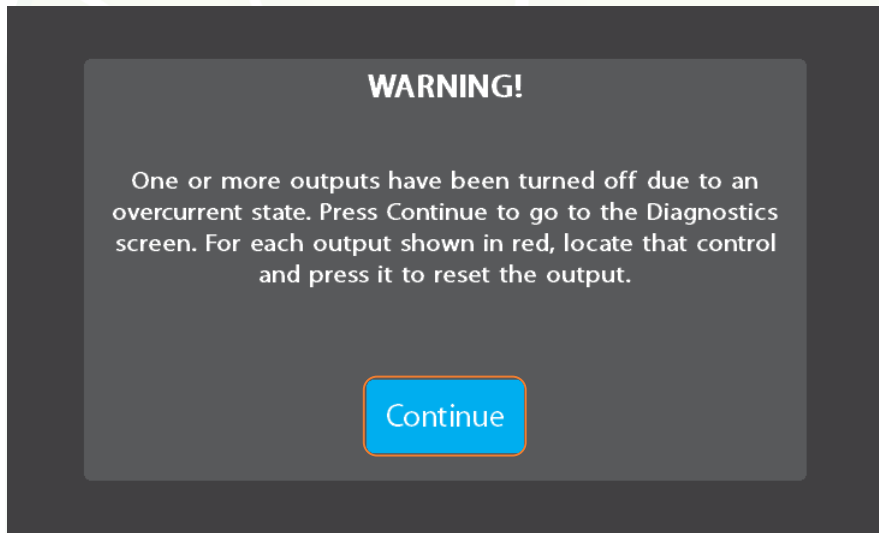 WARNING!
One or more outputs have been turned off due to an
overcurrent state. Press Continue to go to the Diagnostics
screen. For each output shown in red, locate that control
and press it to reset the output.
Continue